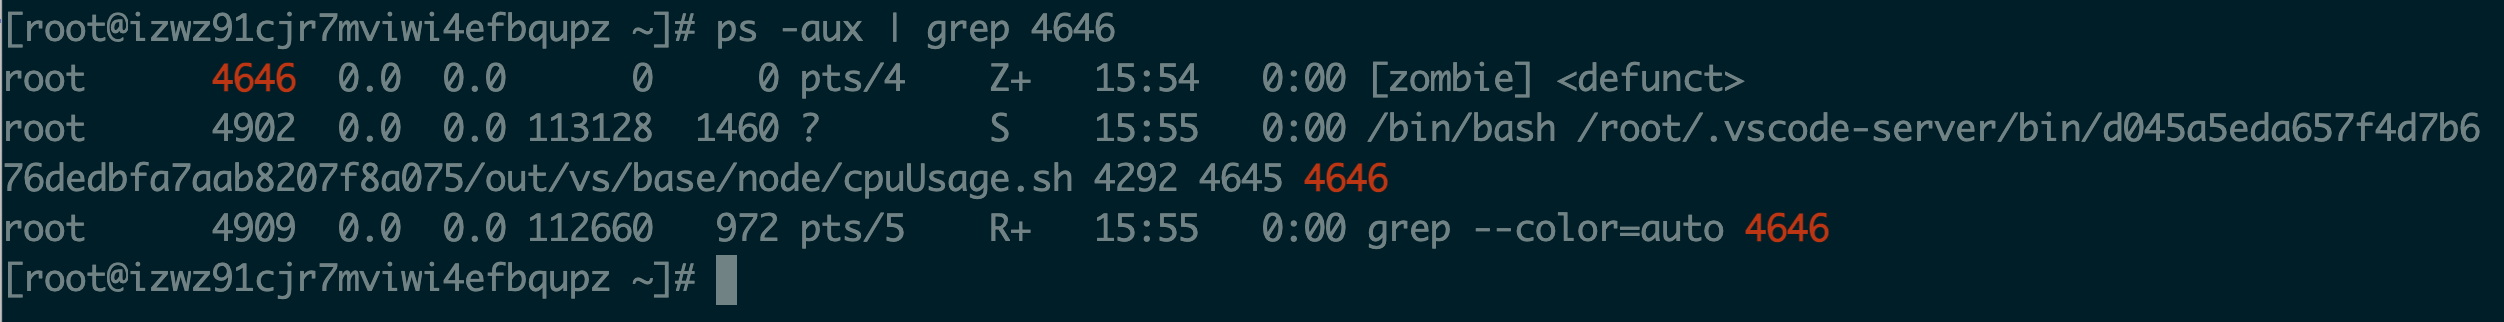 [root@izwz91cjr7mviwi4efbqupz ~]# ps -aux | grep 4646
root      4646  0.0  0.0      0     0 pts/4    Z+   15:54   0:00 [zombie] <defunct>
root      4902  0.0  0.0 113128  1460 ?        S    15:55   0:00 /bin/bash /root/.vscode-server/bin/d045a5eda657f4d7b6
76dedbfa7aab8207f8a075/out/vs/base/node/cpuUsage.sh 4292 4645 4646
root      4909  0.0  0.0 112660   972 pts/5    R+   15:55   0:00 grep --color=auto 4646
[root@izwz91cjr7mviwi4efbqupz ~]#